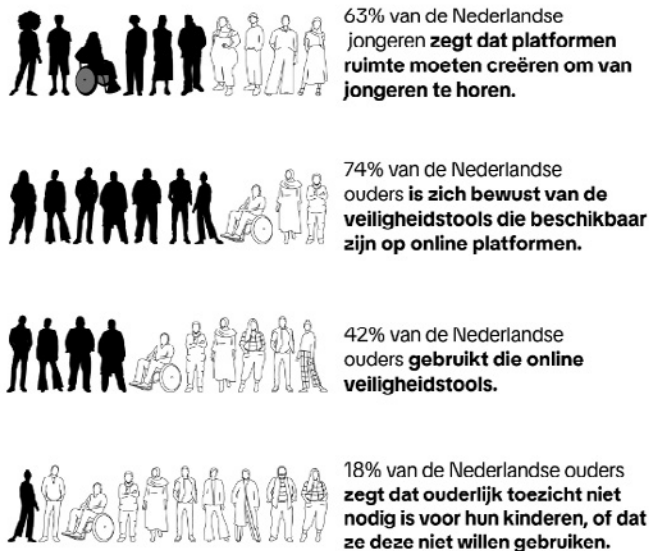 63% van de Nederlandse
jongeren zegt dat platformen
ruimte moeten creëren om van
jongeren te horen.
74% van de Nederlandse
ouders is zich bewust van de
veiligheidstools die beschikbaar
zijn op online platformen.
42% van de Nederlandse
ouders gebruikt die online
veiligheidstools.
18% van de Nederlandse ouders
zegt dat ouderlijk toezicht niet
nodig is voor hun kinderen, of dat
ze deze niet willen gebruiken.